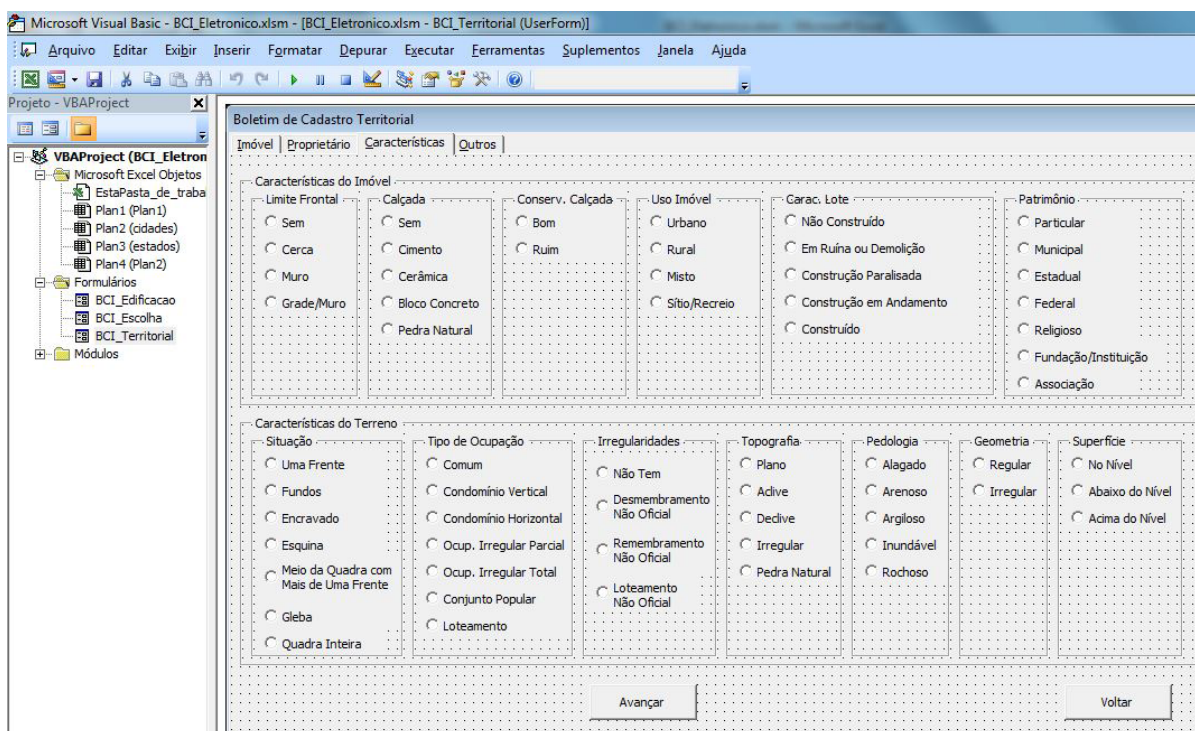 Microsoft Visual Basic - BCI_Eletronico.xlsm - [BCI_Eletronico.xlsm - BCI_Territorial (UserForm)]
Arquivo Editar Exibir Inserir Formatar Depurar Executar Ferramentas Suplementos Janela Ajuda
Projeto - VBAProject
VBAProject (BCI_Eletron
Microsoft Excel Objetos
EstaPasta_de_traba
Plan1 (Plan1)
Plan2 (cidades)
Plan3 (estados)
Plan4 (Plan2)
Formulários
BCI_Edificacao
BCI_Escolha
BCI_Territorial
Módulos
Boletim de Cadastro Territorial
Imóvel Proprietário Características Outros
Características do Imóvel
Limite Frontal
Sem
Cerca
Muro
Grade/Muro
Calçada
Sem
Cimento
Cerâmica
Bloco Concreto
Pedra Natural
Conserv. Calçada
Bom
Ruim
Uso Imóvel
Urbano
Rural
Misto
Sítio/Recreio
Carac. Lote
Não Construído
Em Ruína ou Demolição
Construção Paralisada
Construção em Andamento
Construído
Patrimônio
Particular
Municipal
Estadual
Federal
Religioso
Fundação/Instituição
Associação
Características do Terreno
Situação
Uma Frente
Fundos
Encravado
Esquina
Meio da Quadra com
Mais de Uma Frente
Gleba
Quadra Inteira
Tipo de Ocupação
Comum
Condomínio Vertical
Condomínio Horizontal
Ocup. Irregular Parcial
Ocup. Irregular Total
Conjunto Popular
Loteamento
Irregularidades
Não Tem
Desmembramento
Não Oficial
Remembramento
Não Oficial
Loteamento
Não Oficial
Topografia
Plano
Aclive
Declive
Irregular
Pedra Natural
Pedologia
Alagado
Arenoso
Argiloso
Inundável
Rochoso
Geometria
Regular
Irregular
Superfície
No Nível
Abaixo do Nível
Acima do Nível
Avançar
Voltar